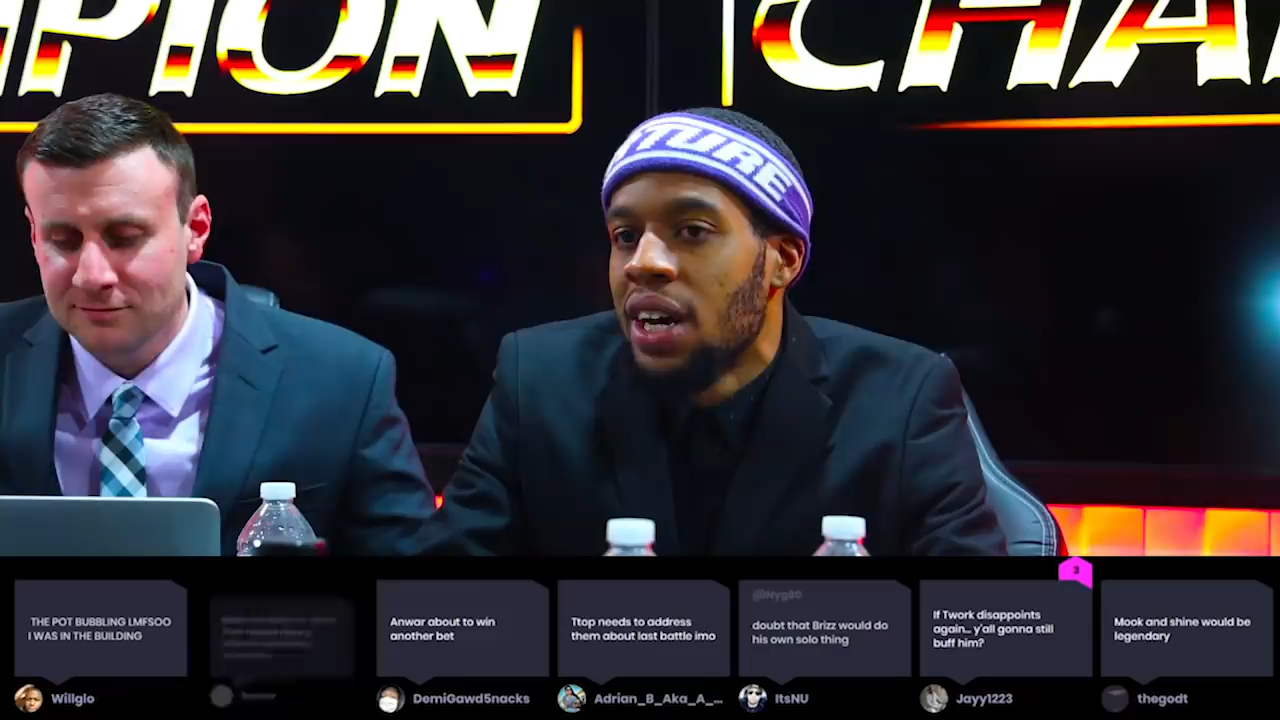 PION
CHA
TURE
THE POT BUBBLING LMFSOO
I WAS IN THE BUILDING
Willglo
Anwar about to win
another bet
DemiGawd5nacks
Ttop needs to address
them about last battle imo
Adrian_B_Aka_A_...
@Nyg80
doubt that Brizz would do
his own solo thing
ItsNU
3
If Twork disappoints
again... y'all gonna still
buff him?
Jayy1223
Mook and shine would be
legendary
thegodt